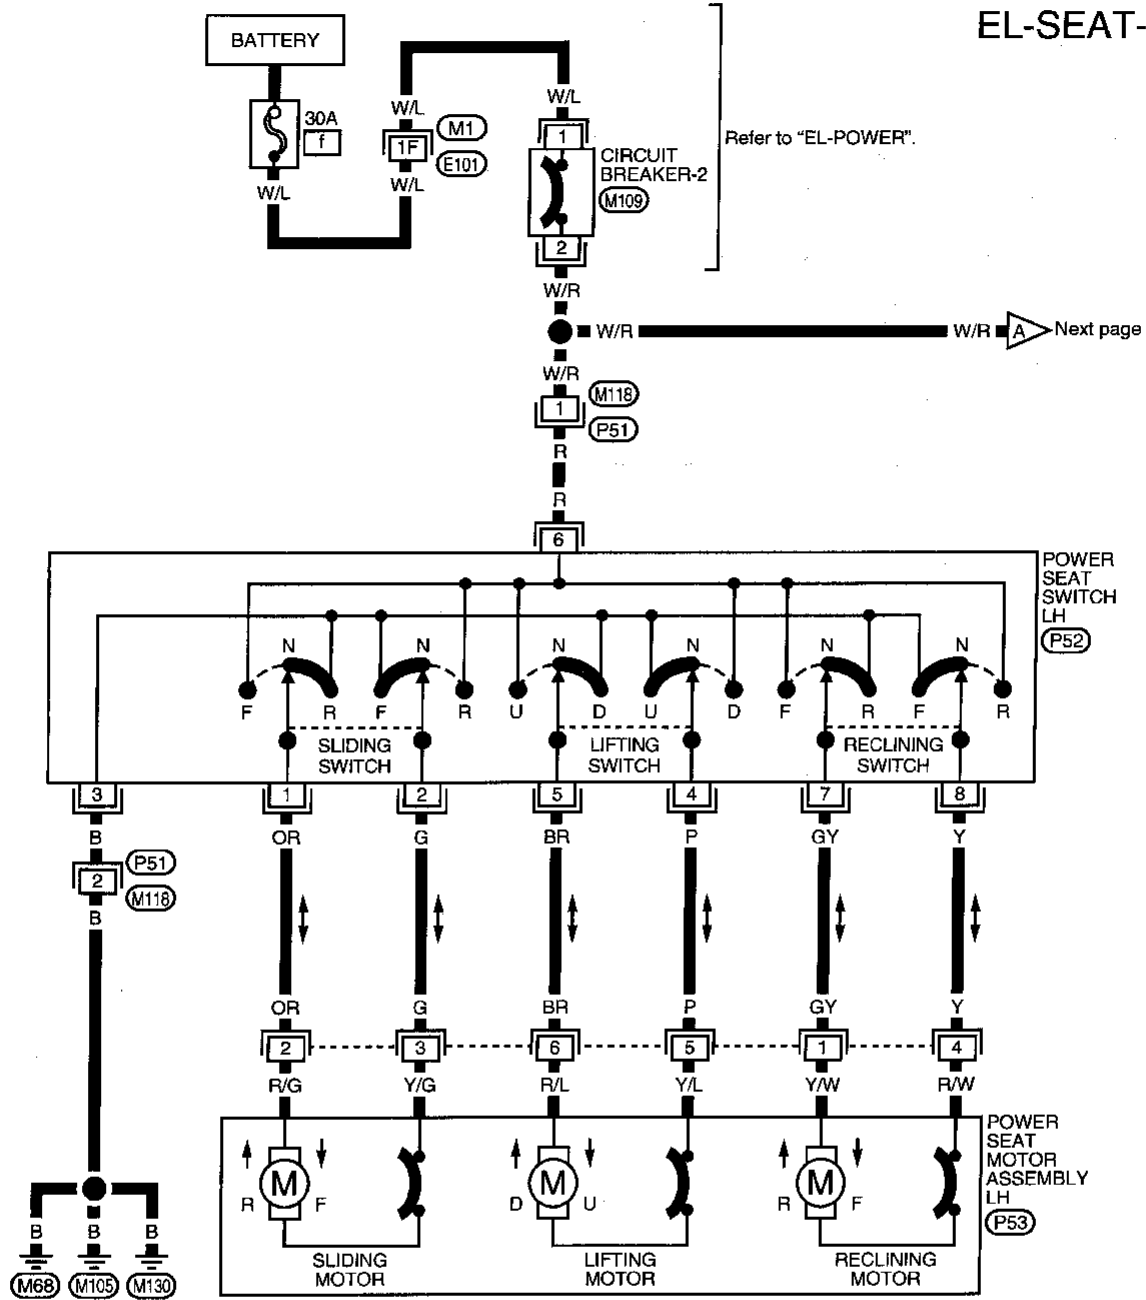 EL-SEAT-
BATTERY
30A
f
W/L
W/L
1F
M1
E101
W/L
W/L
1
CIRCUIT
BREAKER-2
M109
2
Refer to "EL-POWER".
W/R
W/R
W/R
A
Next page
W/R
1
M118
P51
R
R
6
POWER
SEAT
SWITCH
LH
P52
N N N N N N
F R F R U D U D F R F R
SLIDING
SWITCH
LIFTING
SWITCH
RECLINING
SWITCH
3 1 2 5 4 7 8
B OR G BR P GY Y
2
P51
M118
B
OR G BR P GY Y
2 3 6 5 1 4
R/G Y/G R/L Y/L Y/W R/W
POWER
SEAT
MOTOR
ASSEMBLY
LH
P53
M M M
R F D U R F
SLIDING
MOTOR
LIFTING
MOTOR
RECLINING
MOTOR
B B B
M68 M105 M130